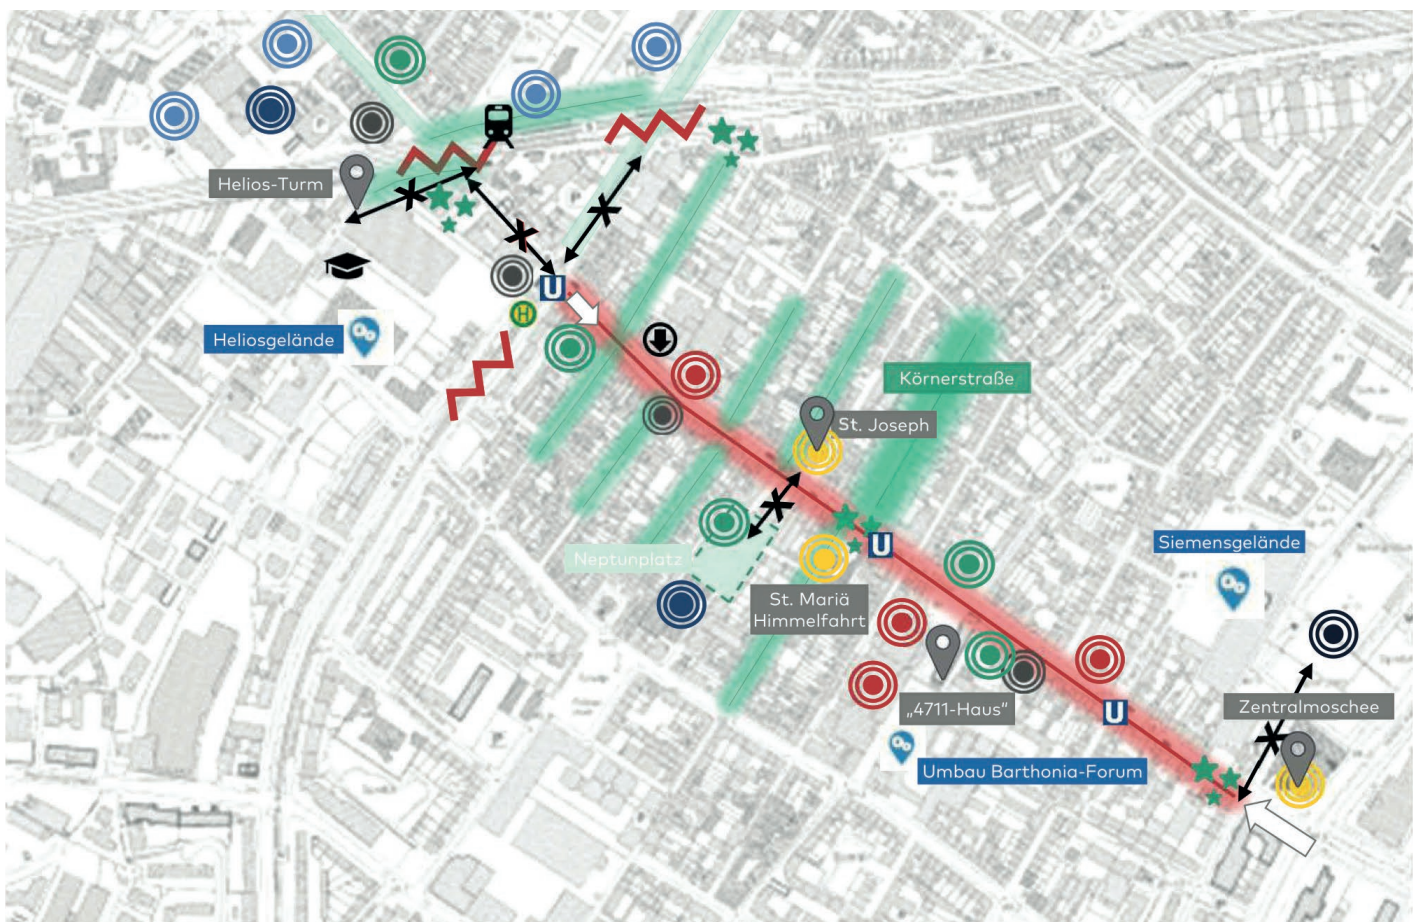 Helios-Turm
U
H
Heliosgelände
Körnerstraße
St. Joseph
U
Neptunplatz
Siemensgelände
St. Mariä
Himmelfahrt
„4711-Haus“
Zentralmoschee
U
Umbau Barthonia-Forum